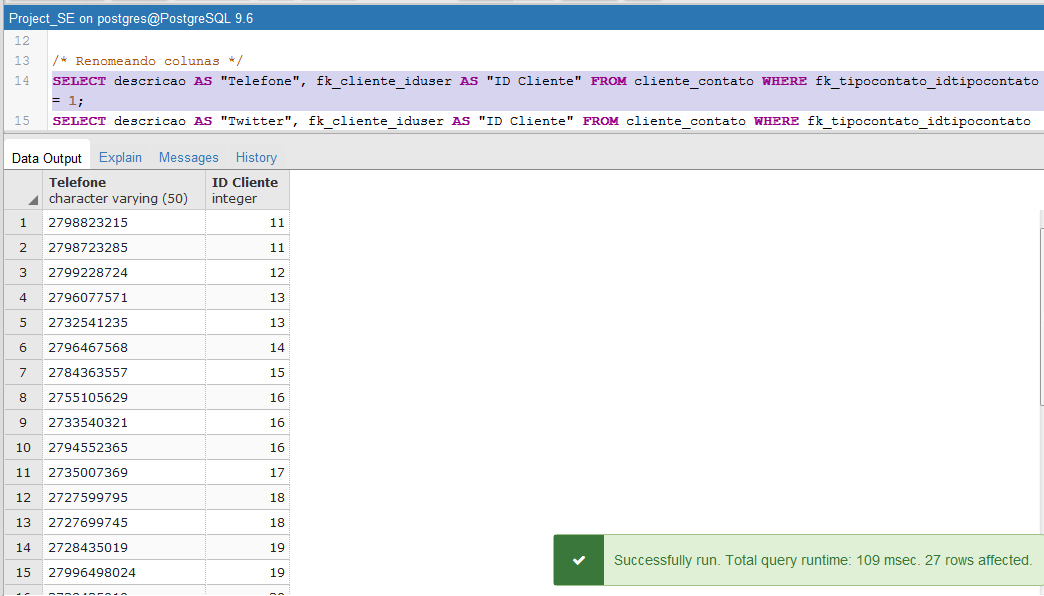 Project_SE on postgres@PostgreSQL 9.6
12
13 /* Renomeando colunas */
14 SELECT descricao AS "Telefone", fk_cliente_iduser AS "ID Cliente" FROM cliente_contato WHERE fk_tipocontato_idtipocontato
= 1;
15 SELECT descricao AS "Twitter", fk_cliente_iduser AS "ID Cliente" FROM cliente_contato WHERE fk_tipocontato_idtipocontato
Data Output Explain Messages History
Telefone ID Cliente
character varying (50) integer
1 2798823215 11
2 2798723285 11
3 2799228724 12
4 2796077571 13
5 2732541235 13
6 2796467568 14
7 2784363557 15
8 2755105629 16
9 2733540321 16
10 2794552365 16
11 2735007369 17
12 2727599795 18
13 2727699745 18
14 2728435019 19
15 27996498024 19
Successfully run. Total query runtime: 109 msec. 27 rows affected.